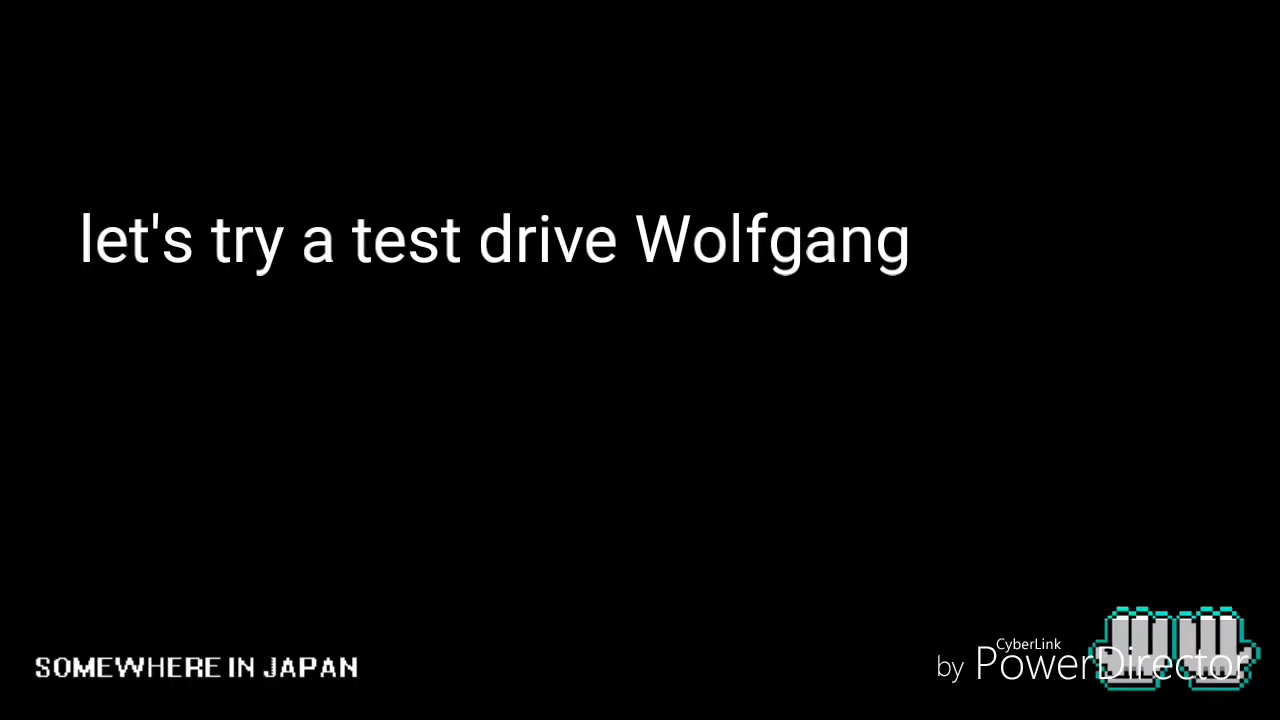 let's try a test drive Wolfgang
SOMEWHERE IN JAPAN
CyberLink
by PowerDirector